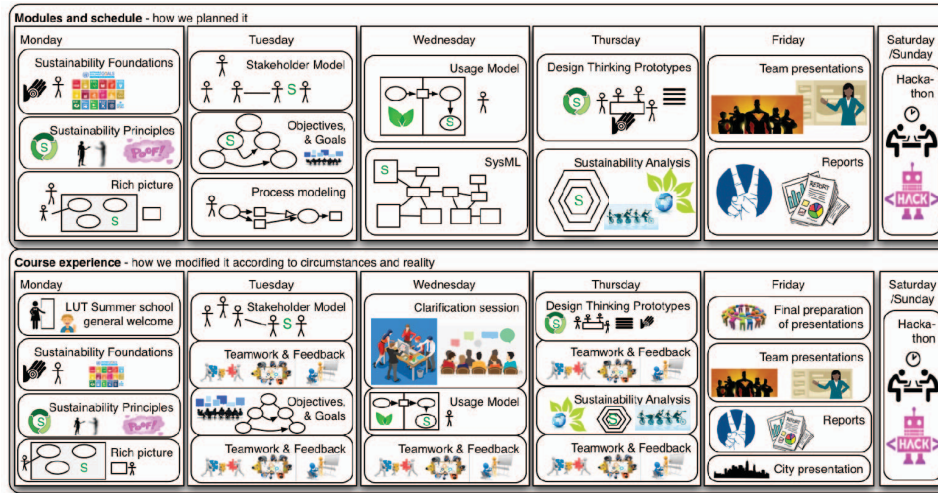 Modules and schedule - how we planned it
Monday
Sustainability Foundations
Sustainability Principles
POOF!
Rich picture
S
Tuesday
Stakeholder Model
S
Objectives,
& Goals
S
Process modeling
Wednesday
Usage Model
S
SysML
S
Thursday
Design Thinking Prototypes
S
Sustainability Analysis
S
Friday
Team presentations
Reports
REPORT
Saturday
/Sunday
Hacka-
thon
<HACK>
Course experience - how we modified it according to circumstances and reality
Monday
LUT Summer school
general welcome
Sustainability Foundations
Sustainability Principles
S
POOF!
Rich picture
S
Tuesday
Stakeholder Model
S
Teamwork & Feedback
Objectives,
& Goals
Teamwork & Feedback
Wednesday
Clarification session
Usage Model
S
Teamwork & Feedback
Thursday
Design Thinking Prototypes
S
Teamwork & Feedback
Sustainability Analysis
S
Teamwork & Feedback
Friday
Final preparation
of presentations
Team presentations
Reports
REPORT
City presentation
Saturday
/Sunday
Hacka-
thon
<HACK>